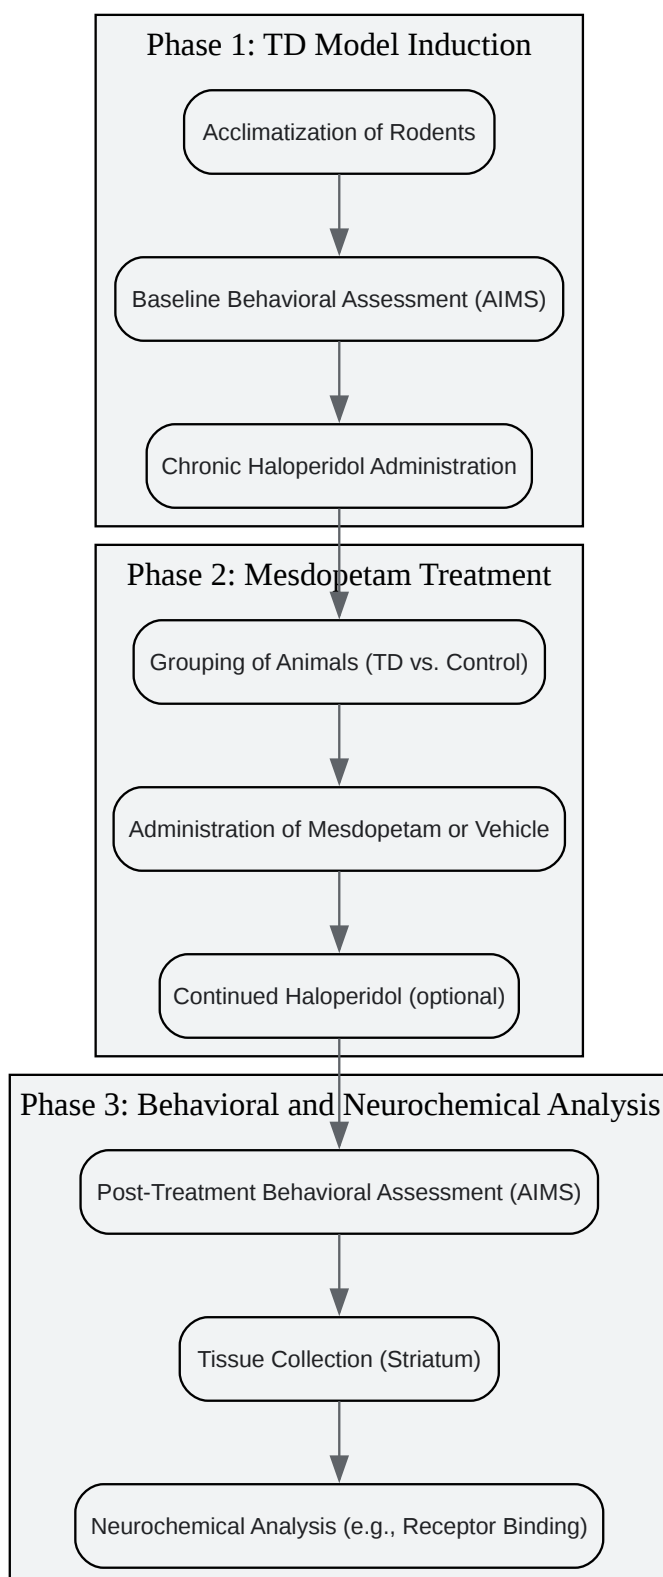 Phase 1: TD Model Induction
Acclimatization of Rodents
Baseline Behavioral Assessment (AIMS)
Chronic Haloperidol Administration
Phase 2: Mesdopetam Treatment
Grouping of Animals (TD vs. Control)
Administration of Mesdopetam or Vehicle
Continued Haloperidol (optional)
Phase 3: Behavioral and Neurochemical Analysis
Post-Treatment Behavioral Assessment (AIMS)
Tissue Collection (Striatum)
Neurochemical Analysis (e.g., Receptor Binding)